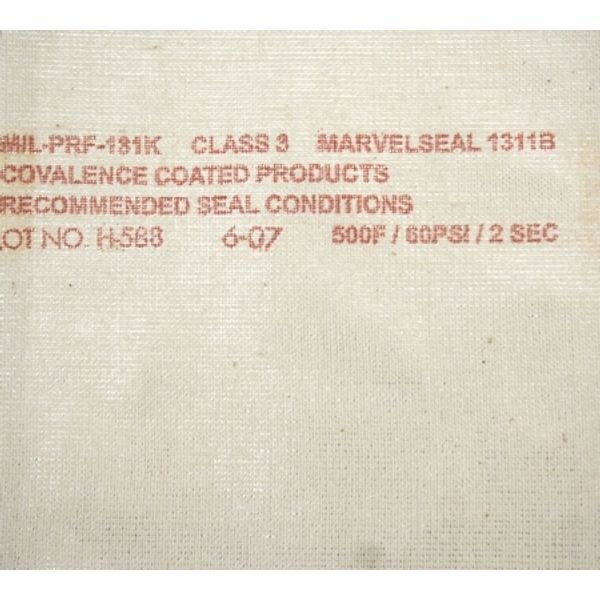 MIL-PRF-131K CLASS 3 MARVELSEAL 1311B
COVALENCE COATED PRODUCTS
RECOMMENDED SEAL CONDITIONS
LOT NO. H-588 6-07 500F / 60PSI / 2 SEC